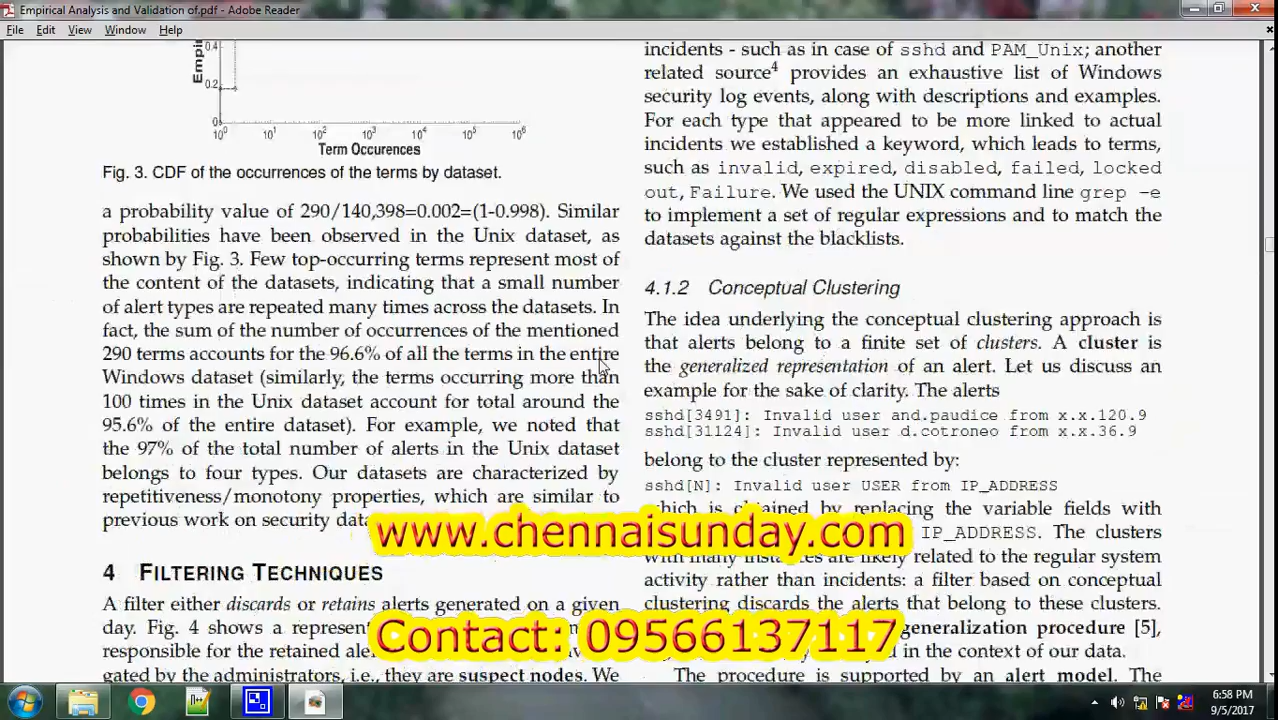 Empirical Analysis and Validation of.pdf - Adobe Reader
File Edit View Window Help
Empiri
0.4
0.2
0
10^0 10^1 10^2 10^3 10^4 10^5 10^6
Term Occurences
Fig. 3. CDF of the occurrences of the terms by dataset.
a probability value of 290/140,398=0.002=(1-0.998). Similar
probabilities have been observed in the Unix dataset, as
shown by Fig. 3. Few top-occurring terms represent most of
the content of the datasets, indicating that a small number
of alert types are repeated many times across the datasets. In
fact, the sum of the number of occurrences of the mentioned
290 terms accounts for the 96.6% of all the terms in the entire
Windows dataset (similarly, the terms occurring more than
100 times in the Unix dataset account for total around the
95.6% of the entire dataset). For example, we noted that
the 97% of the total number of alerts in the Unix dataset
belongs to four types. Our datasets are characterized by
repetitiveness/monotony properties, which are similar to
previous work on security data
4 FILTERING TECHNIQUES
A filter either discards or retains alerts generated on a given
day. Fig. 4 shows a represent
responsible for the retained aler
gated by the administrators, i.e., they are suspect nodes. We
incidents - such as in case of sshd and PAM_Unix; another
related source4 provides an exhaustive list of Windows
security log events, along with descriptions and examples.
For each type that appeared to be more linked to actual
incidents we established a keyword, which leads to terms,
such as invalid, expired, disabled, failed, locked
out, Failure. We used the UNIX command line grep -e
to implement a set of regular expressions and to match the
datasets against the blacklists.
4.1.2 Conceptual Clustering
The idea underlying the conceptual clustering approach is
that alerts belong to a finite set of clusters. A cluster is
the generalized representation of an alert. Let us discuss an
example for the sake of clarity. The alerts
sshd[3491]: Invalid user and.paudice from x.x.120.9
sshd[31124]: Invalid user d.cotroneo from x.x.36.9
belong to the cluster represented by:
sshd[N]: Invalid user USER from IP_ADDRESS
which is obtained by replacing the variable fields with
IP_ADDRESS. The clusters
with many instances are likely related to the regular system
activity rather than incidents: a filter based on conceptual
clustering discards the alerts that belong to these clusters.
generalization procedure [5],
in the context of our data.
The procedure is supported by an alert model. The
www.chennaisunday.com
Contact: 09566137117
6:58 PM
9/5/2017